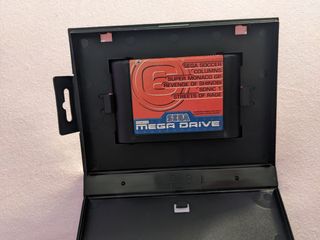 6
SEGA SOCCER
COLUMNS
SUPER MONACO GP
REVENGE OF SHINOBI
SONIC 1
STREETS OF RAGE
SEGA
MEGA DRIVE